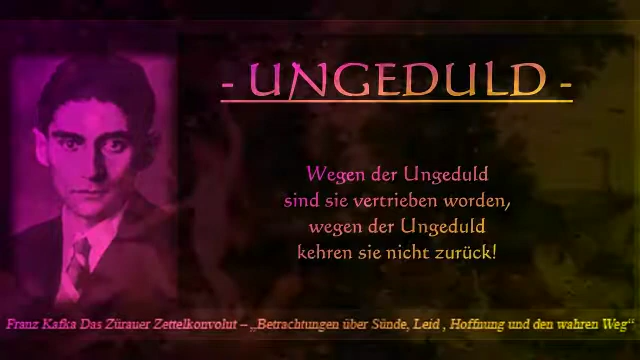 - UNGEDULD -
Wegen der Ungeduld
sind sie vertrieben worden,
wegen der Ungeduld
kehren sie nicht zurück!
Franz Kafka Das Zürauer Zettelkonvolut – „Betrachtungen über Sünde, Leid , Hoffnung und den wahren Weg“